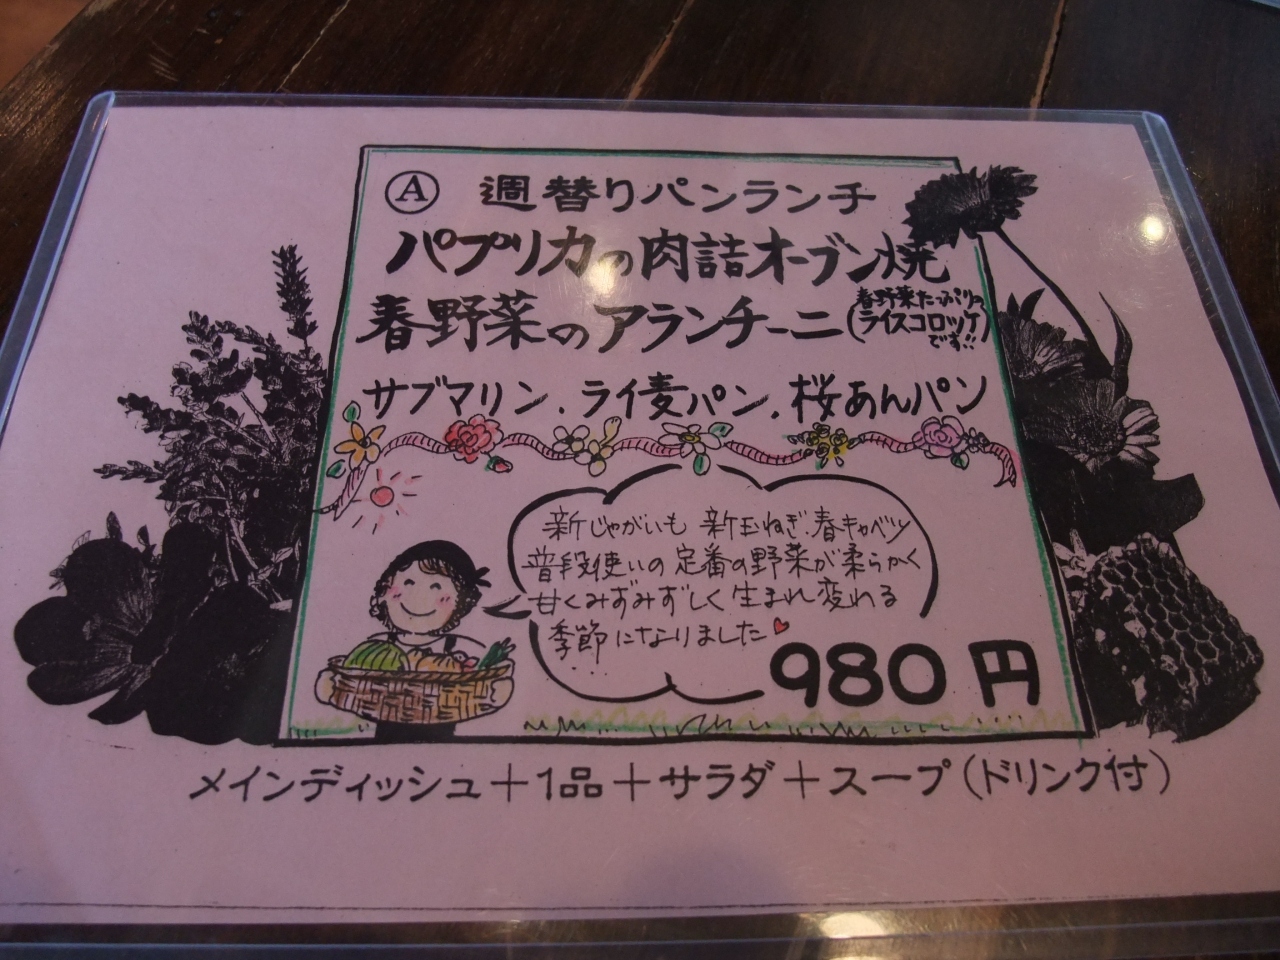 Ⓐ 週替りパンランチ
パプリカの肉詰オーブン焼
春野菜のアランチーニ(春野菜たっぷりの
ライスコロッケ
です!!)
サブマリン、ライ麦パン、桜あんパン
新じゃがいも 新玉ねぎ、春キャベツ
普段使いの定番の野菜が柔らかく
甘くみずみずしく生まれ変れる
季節になりました♥
980円
メインディッシュ+1品+サラダ+スープ(ドリンク付)